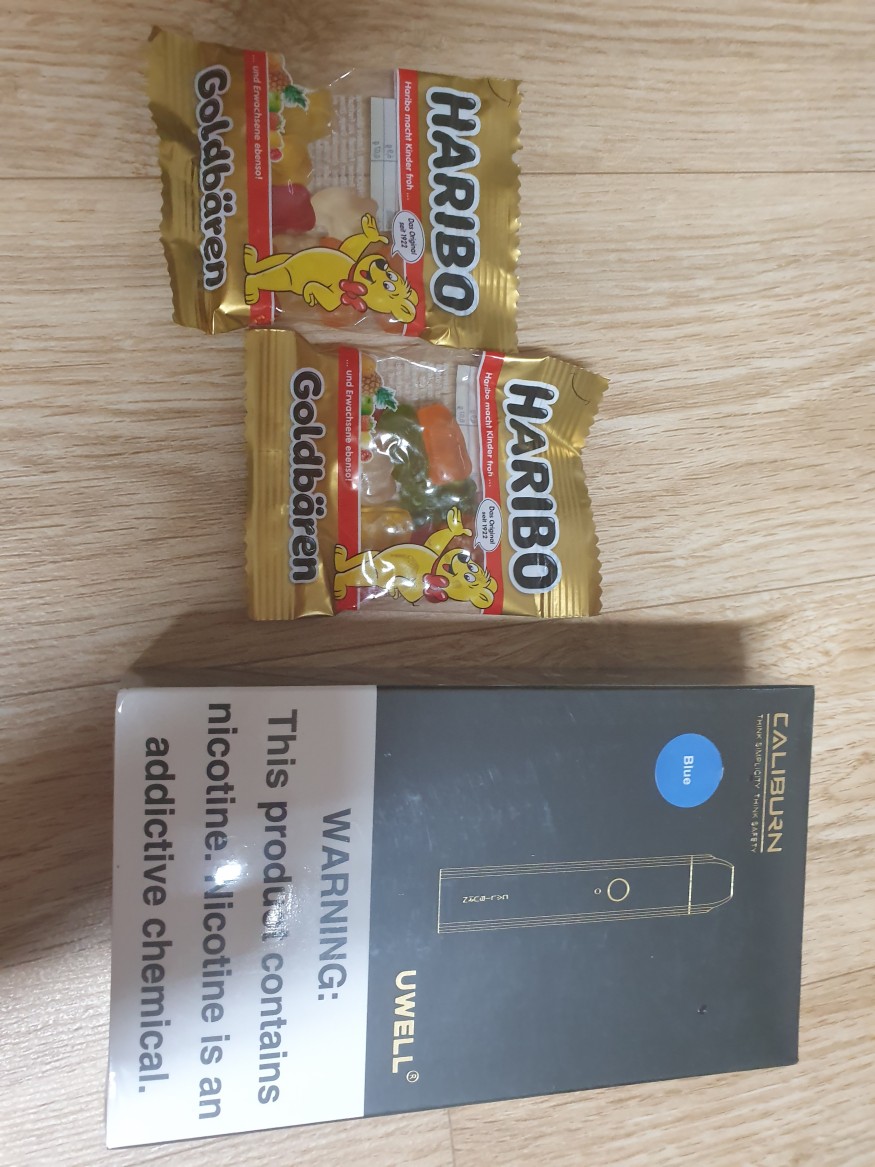 HARIBO
Haribo macht Kinder froh ...
Das Original
seit 1922
... und Erwachsene ebenso!
Goldbären
HARIBO
Haribo macht Kinder froh ...
Das Original
seit 1922
... und Erwachsene ebenso!
Goldbären
CALIBURN
THINK SIMPLICITY THINK SAFETY
Blue
CALIBURN
UWELL®
WARNING:
This product contains
nicotine. Nicotine is an
addictive chemical.